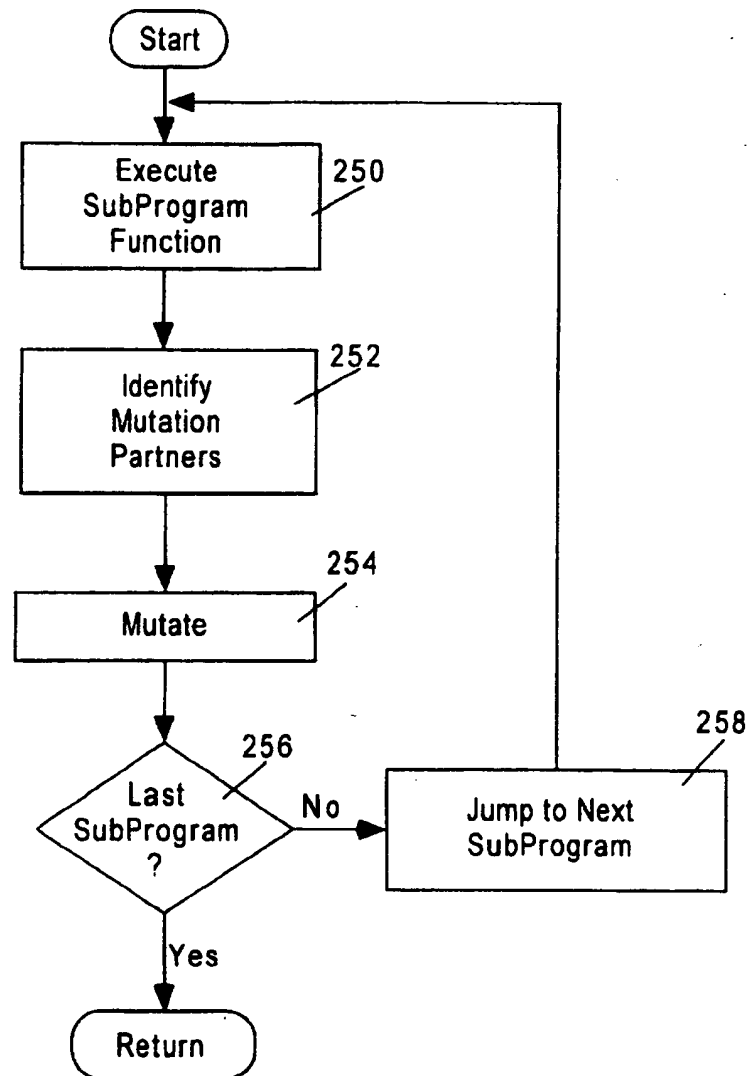 Start
Execute
SubProgram
Function
250
Identify
Mutation
Partners
252
Mutate
254
Last
SubProgram
?
256
No
Jump to Next
SubProgram
258
Yes
Return